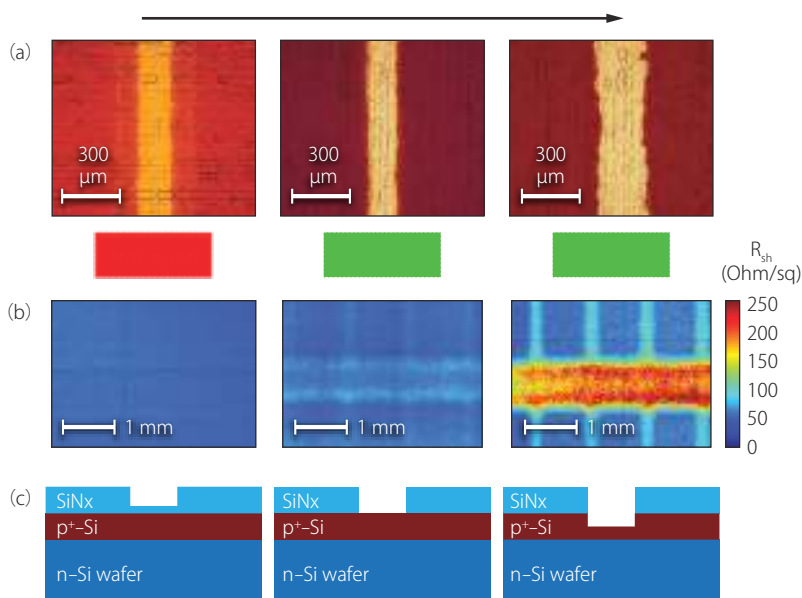 (a)
300
μm
300
μm
300
μm
R_sh
(Ohm/sq)
(b)
250
200
150
100
50
0
1 mm
1 mm
1 mm
(c)
SiNx
SiNx
SiNx
p⁺–Si
p⁺–Si
p⁺–Si
n–Si wafer
n–Si wafer
n–Si wafer